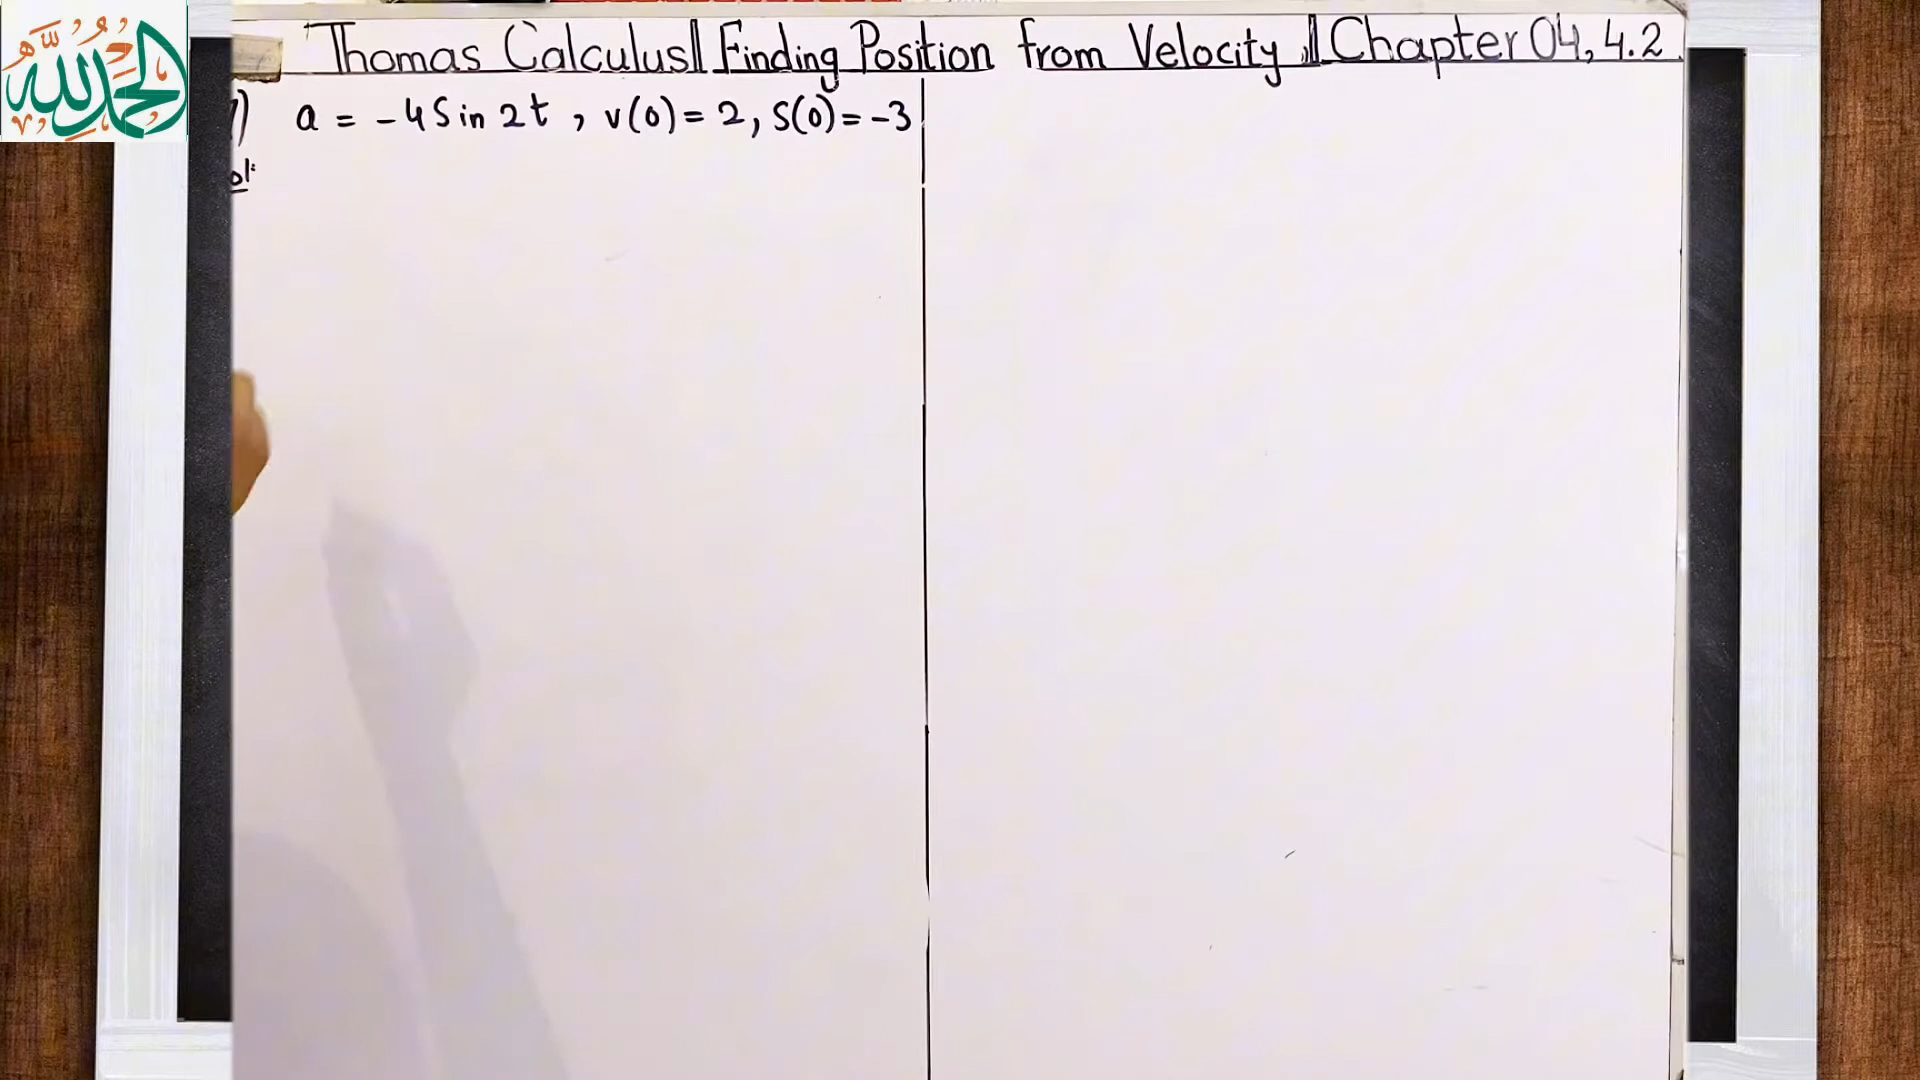 الحمد لله
Thomas Calculus || Finding Position from Velocity || Chapter 04, 4.2
) a = -4 Sin 2t , v(0) = 2, S(0) = -3
ol: